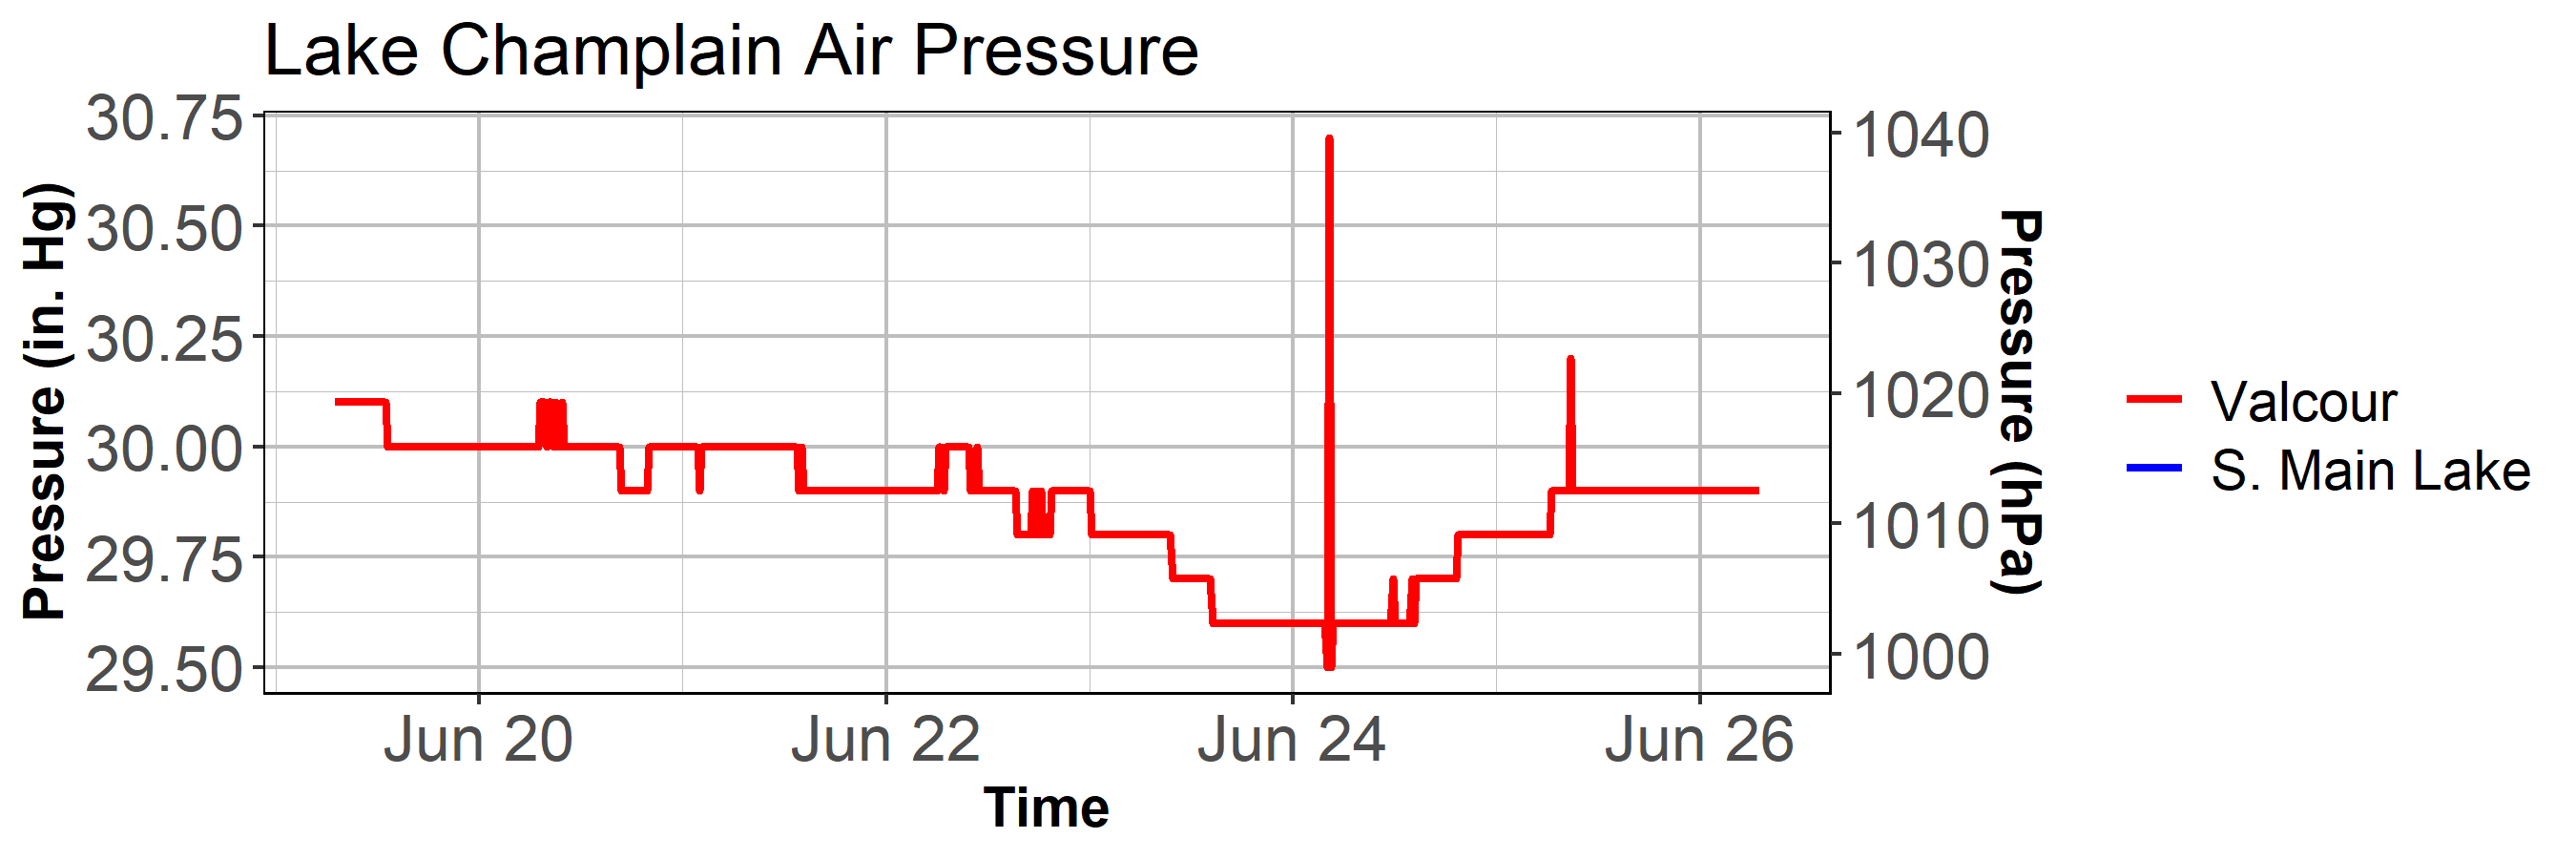 Lake Champlain Air Pressure
Pressure (in. Hg)
30.75
30.50
30.25
30.00
29.75
29.50
1040
1030
1020
1010
1000
Pressure (hPa)
Jun 20
Jun 22
Jun 24
Jun 26
Time
Valcour
S. Main Lake